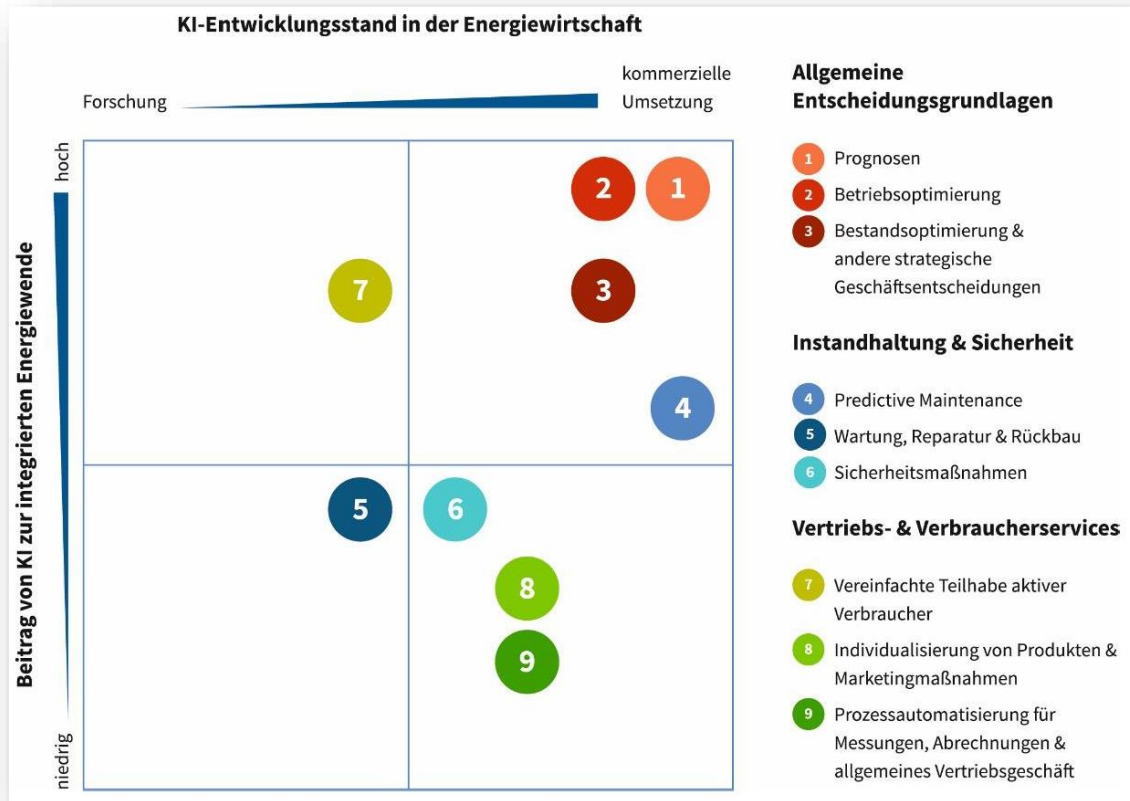 KI-Entwicklungsstand in der Energiewirtschaft
Forschung
kommerzielle
Umsetzung
Beitrag von KI zur integrierten Energiewende
hoch
niedrig
2
1
7
3
4
5
6
8
9
Allgemeine
Entscheidungsgrundlagen
1 Prognosen
2 Betriebsoptimierung
3 Bestandsoptimierung &
andere strategische
Geschäftsentscheidungen
Instandhaltung & Sicherheit
4 Predictive Maintenance
5 Wartung, Reparatur & Rückbau
6 Sicherheitsmaßnahmen
Vertriebs- & Verbraucherservices
7 Vereinfachte Teilhabe aktiver
Verbraucher
8 Individualisierung von Produkten &
Marketingmaßnahmen
9 Prozessautomatisierung für
Messungen, Abrechnungen &
allgemeines Vertriebsgeschäft